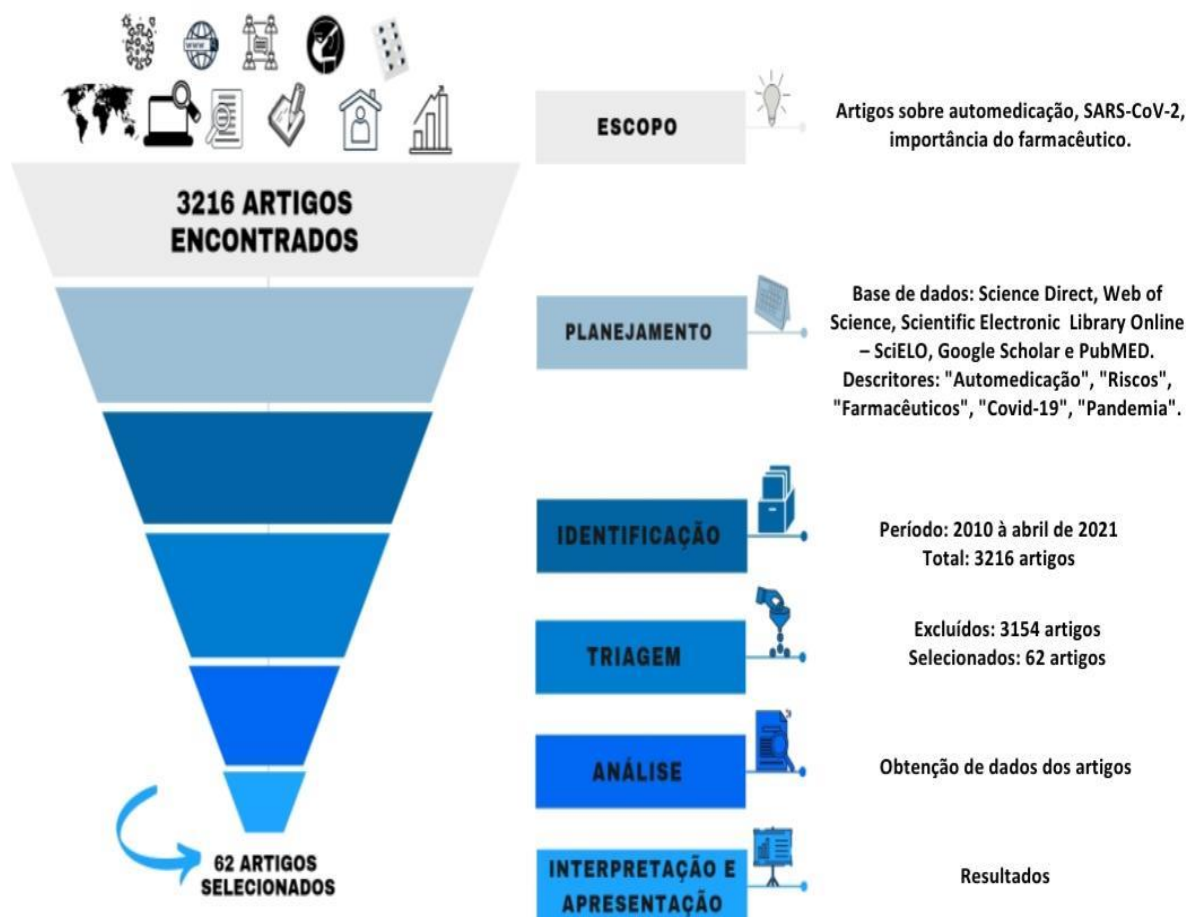 www
3216 ARTIGOS
ENCONTRADOS
62 ARTIGOS
SELECIONADOS
ESCOPO
Artigos sobre automedicação, SARS-CoV-2,
importância do farmacêutico.
PLANEJAMENTO
Base de dados: Science Direct, Web of
Science, Scientific Electronic Library Online
– SciELO, Google Scholar e PubMED.
Descritores: "Automedicação", "Riscos",
"Farmacêuticos", "Covid-19", "Pandemia".
IDENTIFICAÇÃO
Período: 2010 à abril de 2021
Total: 3216 artigos
TRIAGEM
Excluídos: 3154 artigos
Selecionados: 62 artigos
ANÁLISE
Obtenção de dados dos artigos
INTERPRETAÇÃO E
APRESENTAÇÃO
Resultados